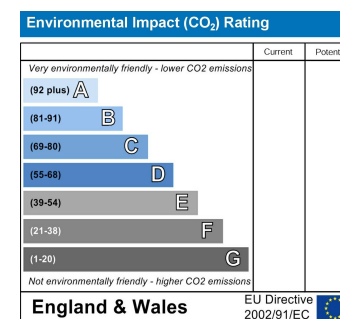 Environmental Impact (CO₂) Rating
Current Potent
Very environmentally friendly - lower CO2 emissions
(92 plus) A
(81-91) B
(69-80) C
(55-68) D
(39-54) E
(21-38) F
(1-20) G
Not environmentally friendly - higher CO2 emissions
England & Wales
EU Directive
2002/91/EC